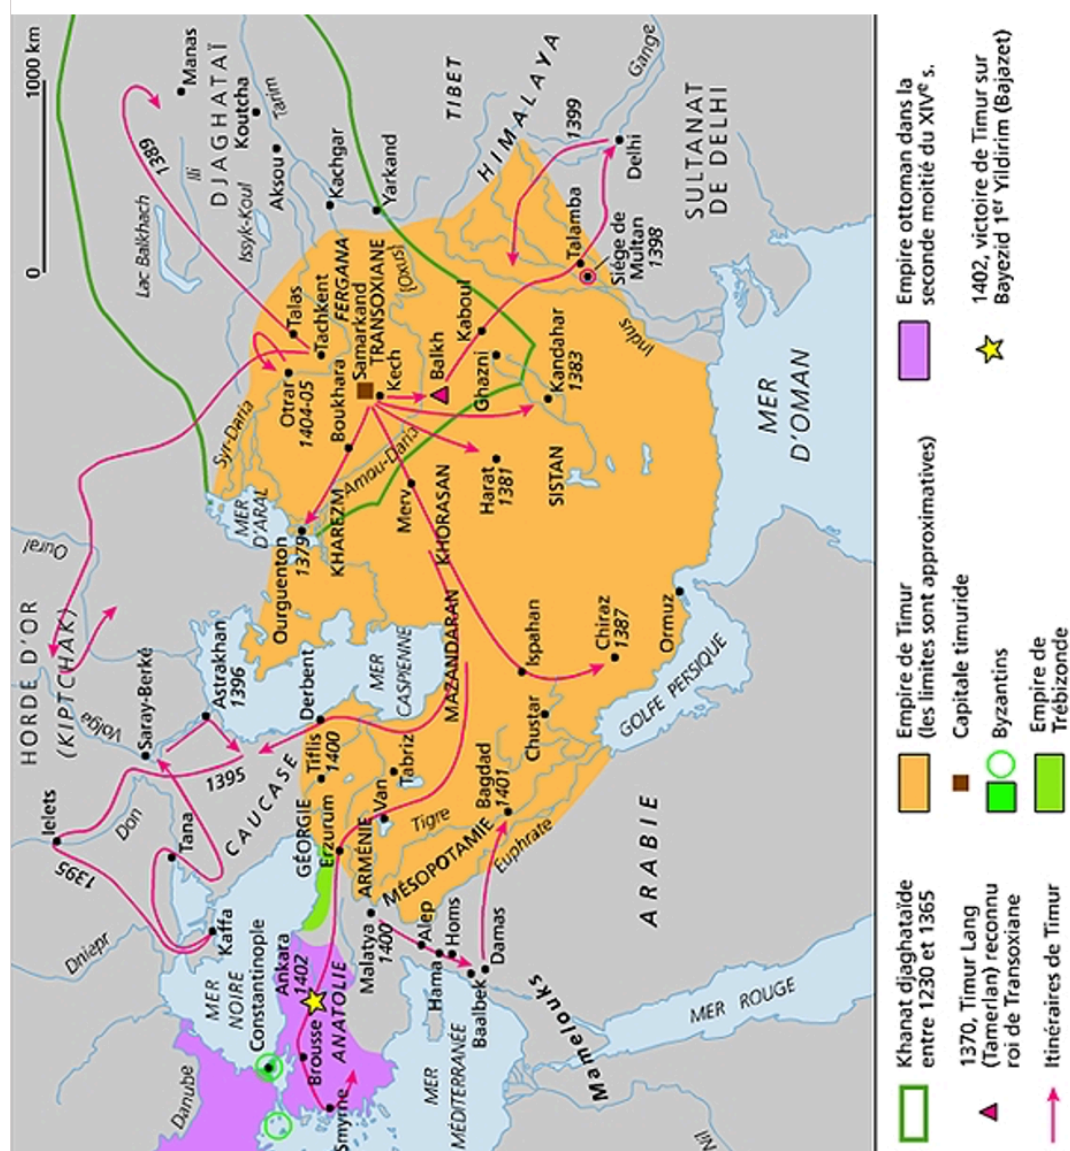 HORDE D'OR
(KIPTCHAK)
Oural
Volga
Saray-Berké
Astrakhan
1396
Ielets
1395
1395
Don
Tana
Dniepr
Kaffa
CAUCASE
Derbent
MER
NOIRE
Constantinople
Danube
Ankara
1402
Brousse
ANATOLIE
Smyrne
GÉORGIE
Tiflis
1400
Erzurum
ARMÉNIE
Van
Tabriz
Malatya
1400
MÉSOPOTAMIE
Tigre
Euphrate
Bagdad
1401
Alep
Hama
Homs
Baalbek
Damas
MER
MÉDITERRANÉE
Mamelouks
Nil
MER ROUGE
ARABIE
MER
CASPIENNE
MAZANDARAN
Chustar
Ispahan
Chiraz
1387
Ormuz
GOLFE PERSIQUE
MER
D'ARAL
Syr-Daria
Ourguenton
1379
KHAREZM
Amou-Daria
Merv
KHORASAN
Harat
1381
SISTAN
Boukhara
Otrar
1404-05
Talas
Tachkent
FERGANA
Samarkand
TRANSOXIANE
(Oxus)
Kech
Balkh
Kaboul
Ghazni
Kandahar
1383
Indus
MER
D'OMAN
Lac Balkhach
Ili
1389
Manas
DJAGHATAÏ
Koutcha
Tarim
Issyk-Koul
Aksou
Kachgar
Yarkand
TIBET
HIMALAYA
Gange
1399
Delhi
Talamba
Siège de
Multan
1398
SULTANAT
DE DELHI
0
1000 km
Khanat djaghataïde
entre 1230 et 1365
1370, Timur Lang
(Tamerlan) reconnu
roi de Transoxiane
Itinéraires de Timur
Empire de Timur
(les limites sont approximatives)
Capitale timuride
Byzantins
Empire de
Trébizonde
Empire ottoman dans la
seconde moitié du XIVe s.
1402, victoire de Timur sur
Bayezid 1er Yildirim (Bajazet)